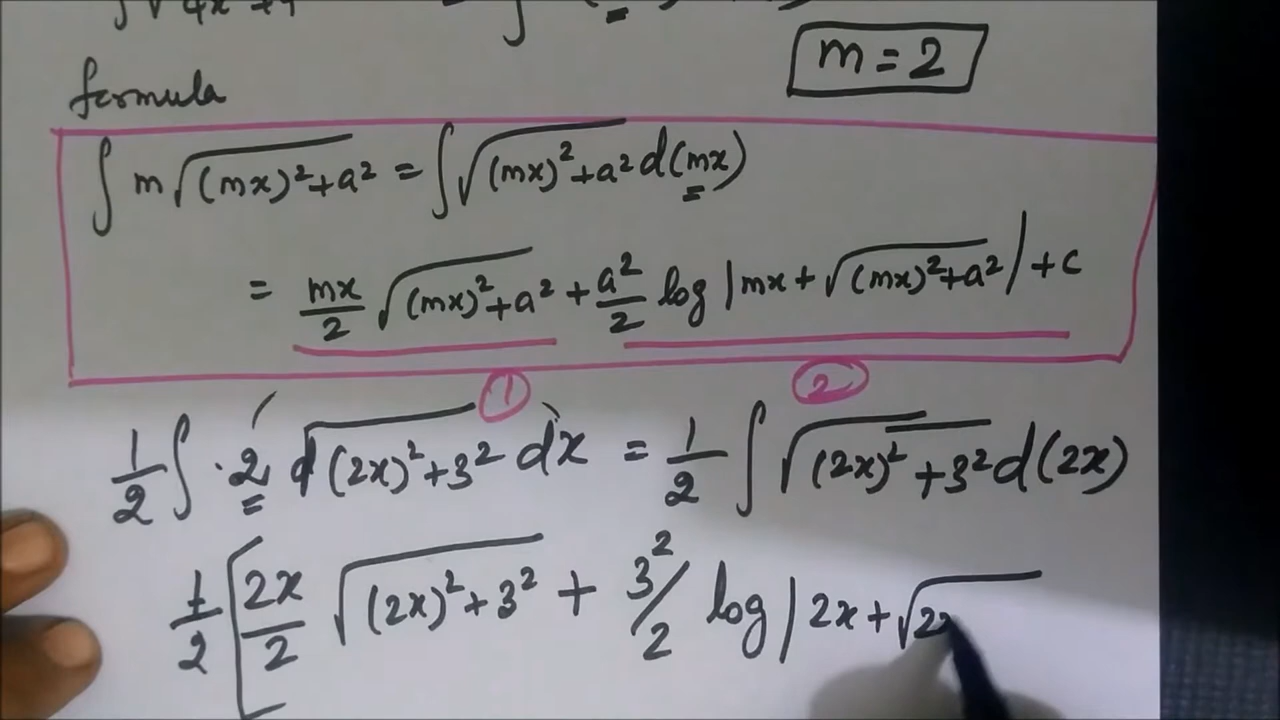 m = 2
formula
∫ m√(mx)²+a² = ∫√(mx)²+a² d(mx)
= mx/2 √(mx)²+a² + a²/2 log |mx + √(mx)²+a²| + c
① ②
1/2 ∫ · 2 √(2x)²+3² dx = 1/2 ∫ √(2x)²+3² d(2x)
1/2 [ 2x/2 √(2x)²+3² + 3²/2 log | 2x + √2x